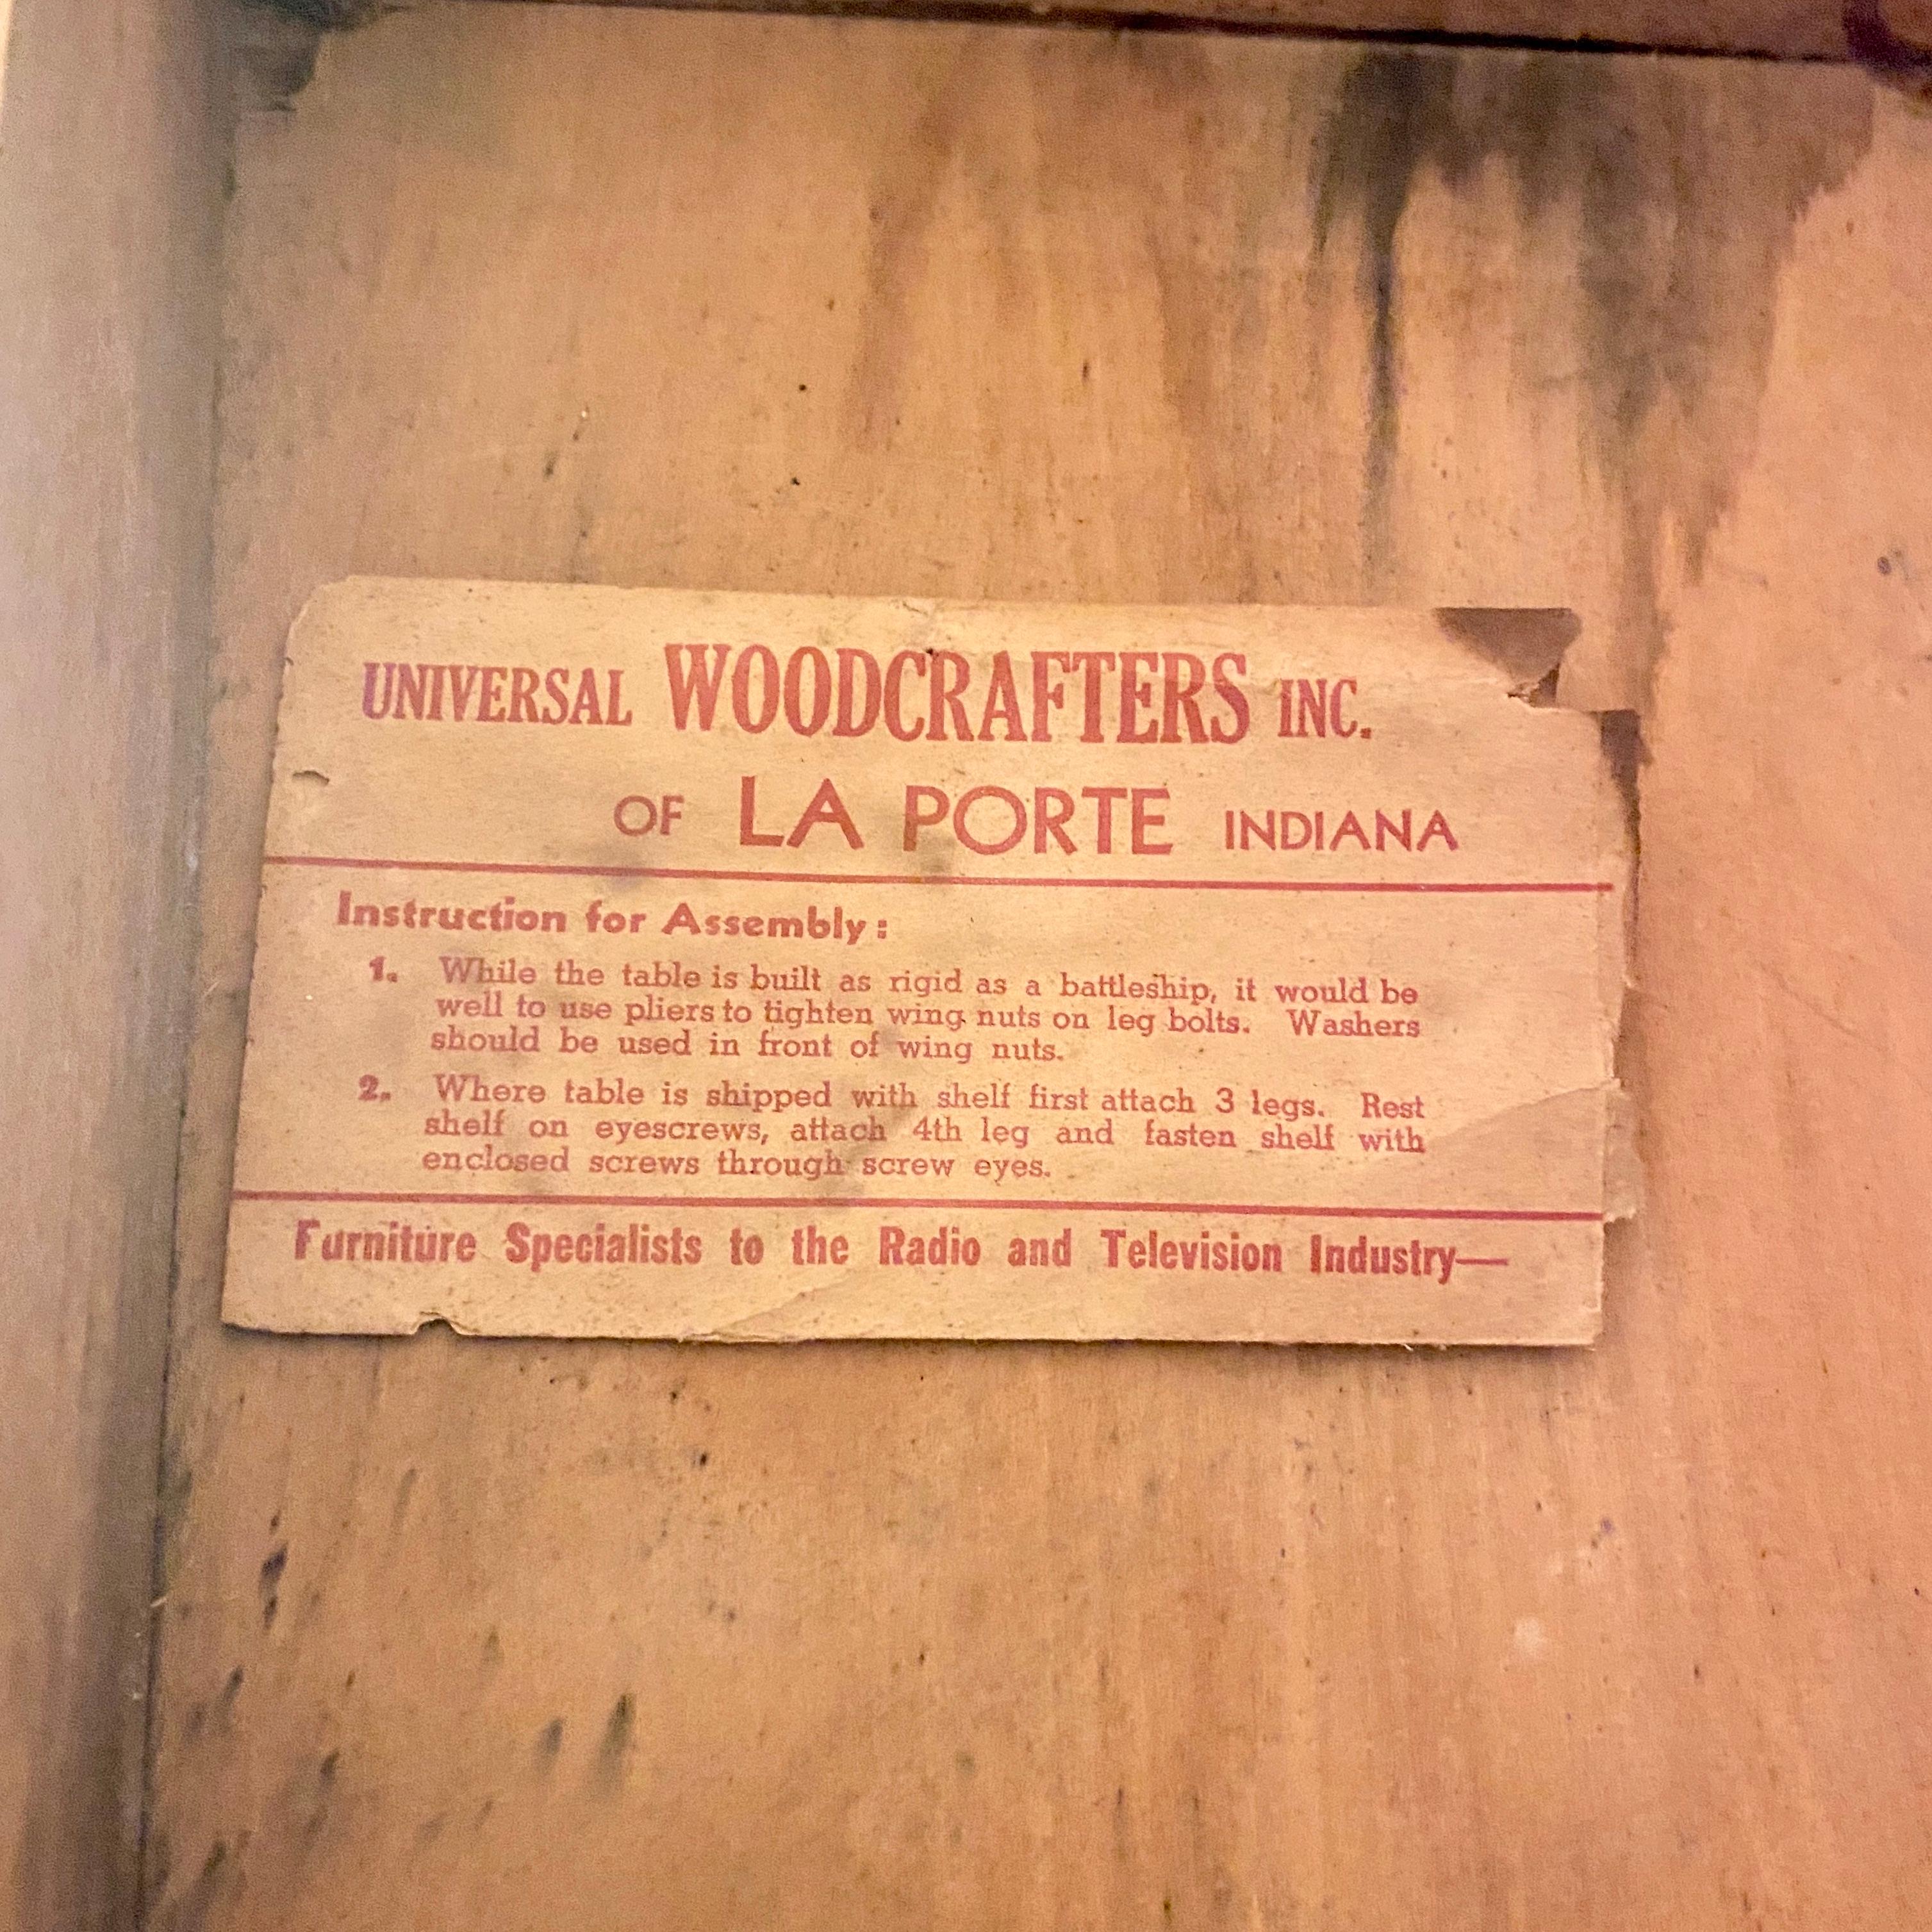 UNIVERSAL WOODCRAFTERS INC.
OF LA PORTE INDIANA
Instruction for Assembly:
1. While the table is built as rigid as a battleship, it would be
well to use pliers to tighten wing nuts on leg bolts. Washers
should be used in front of wing nuts.
2. Where table is shipped with shelf first attach 3 legs. Rest
shelf on eyescrews, attach 4th leg and fasten shelf with
enclosed screws through screw eyes.
Furniture Specialists to the Radio and Television Industry—